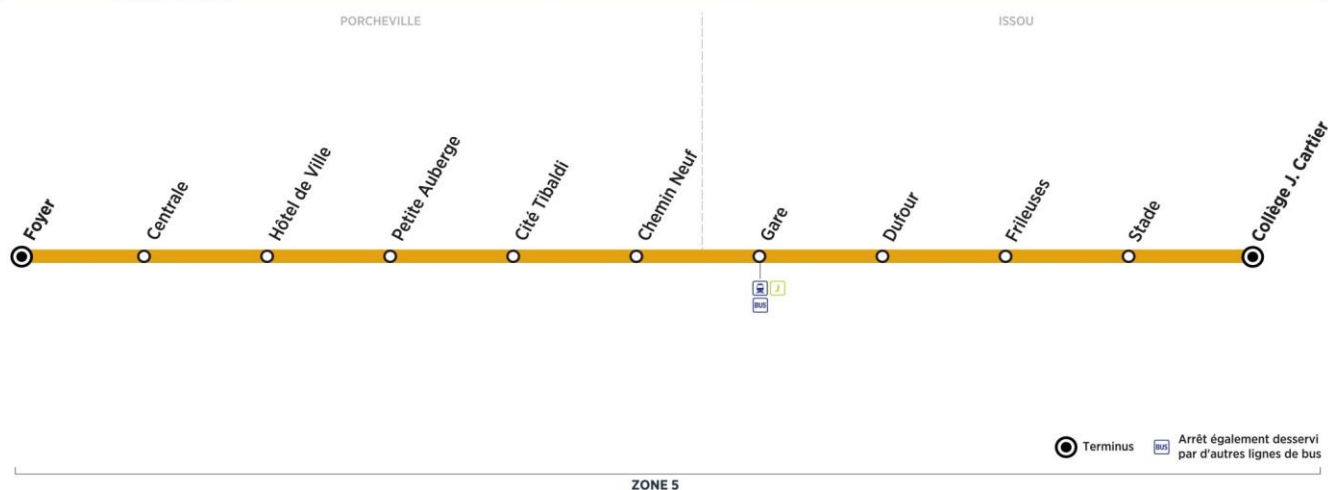 PORCHEVILLE
ISSOU
Foyer
Centrale
Hôtel de Ville
Petite Auberge
Cité Tibaldi
Chemin Neuf
Gare
Dufour
Frileuses
Stade
Collège J. Cartier
J
BUS
Terminus
BUS
Arrêt également desservi
par d'autres lignes de bus
ZONE 5